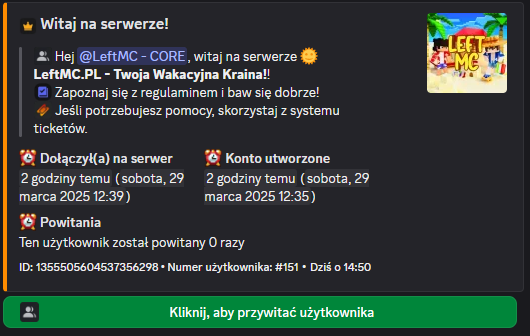 Witaj na serwerze!
Hej @LeftMC - CORE, witaj na serwerze
LeftMC.PL - Twoja Wakacyjna Kraina!!
Zapoznaj się z regulaminem i baw się dobrze!
Jeśli potrzebujesz pomocy, skorzystaj z systemu
ticketów.
LEFT
MC
Dołączył(a) na serwer
2 godziny temu (sobota, 29
marca 2025 12:39)
Konto utworzone
2 godziny temu (sobota, 29
marca 2025 12:35)
Powitania
Ten użytkownik został powitany 0 razy
ID: 1355505604537356298 • Numer użytkownika: #151 • Dziś o 14:50
Kliknij, aby przywitać użytkownika